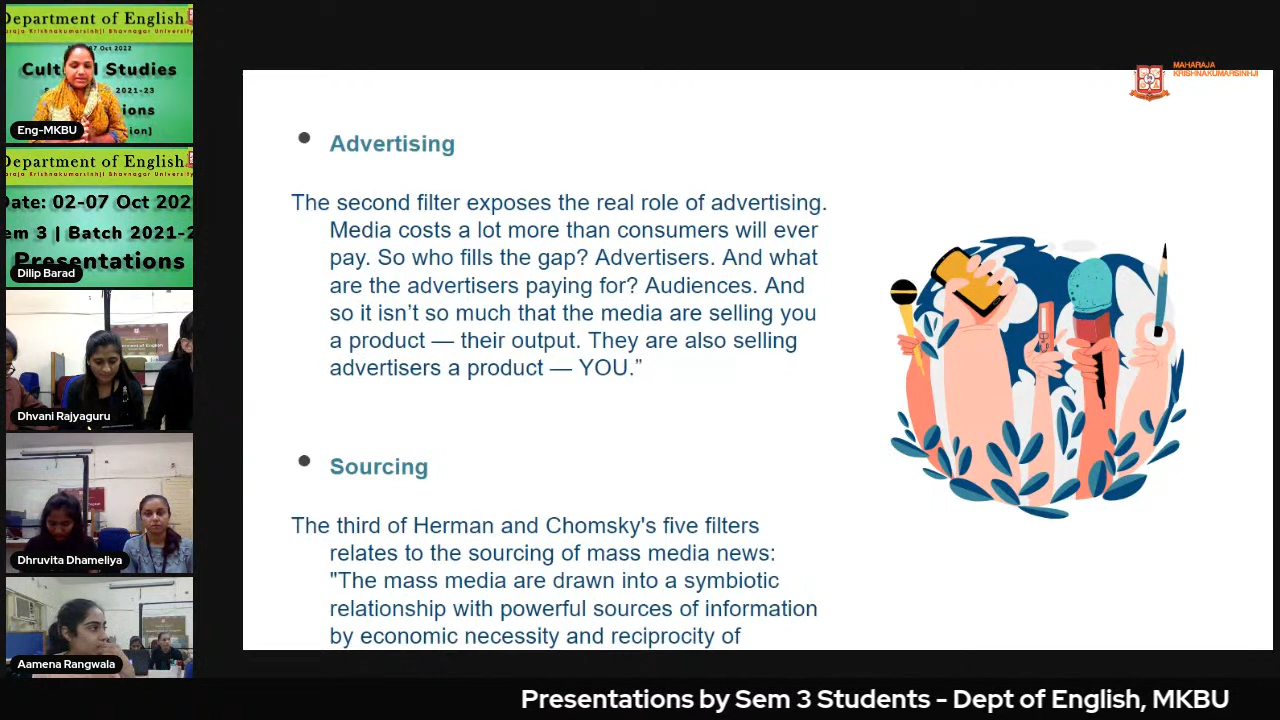 Department of English
Maraja Krishnakumarsinhji Bhavnagar University
07 Oct 2022
Cult l Studies
2021-23
ions
ion]
Eng-MKBU
Department of English
araja Krishnakumarsinhji Bhavnagar Universit
ate: 02-07 Oct 202
em 3 | Batch 2021-2
Presentations
Dilip Barad
Dhvani Rajyaguru
Dhruvita Dhameliya
Aamena Rangwala
MAHARAJA
KRISHNAKUMARSINHJI
• Advertising
The second filter exposes the real role of advertising.
Media costs a lot more than consumers will ever
pay. So who fills the gap? Advertisers. And what
are the advertisers paying for? Audiences. And
so it isn’t so much that the media are selling you
a product — their output. They are also selling
advertisers a product — YOU.”
• Sourcing
The third of Herman and Chomsky's five filters
relates to the sourcing of mass media news:
"The mass media are drawn into a symbiotic
relationship with powerful sources of information
by economic necessity and reciprocity of
Presentations by Sem 3 Students - Dept of English, MKBU